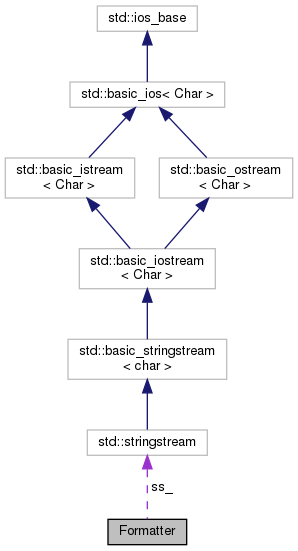 std::ios_base
std::basic_ios< Char >
std::basic_istream
< Char >
std::basic_ostream
< Char >
std::basic_iostream
< Char >
std::basic_stringstream
< char >
std::stringstream
ss_
Formatter